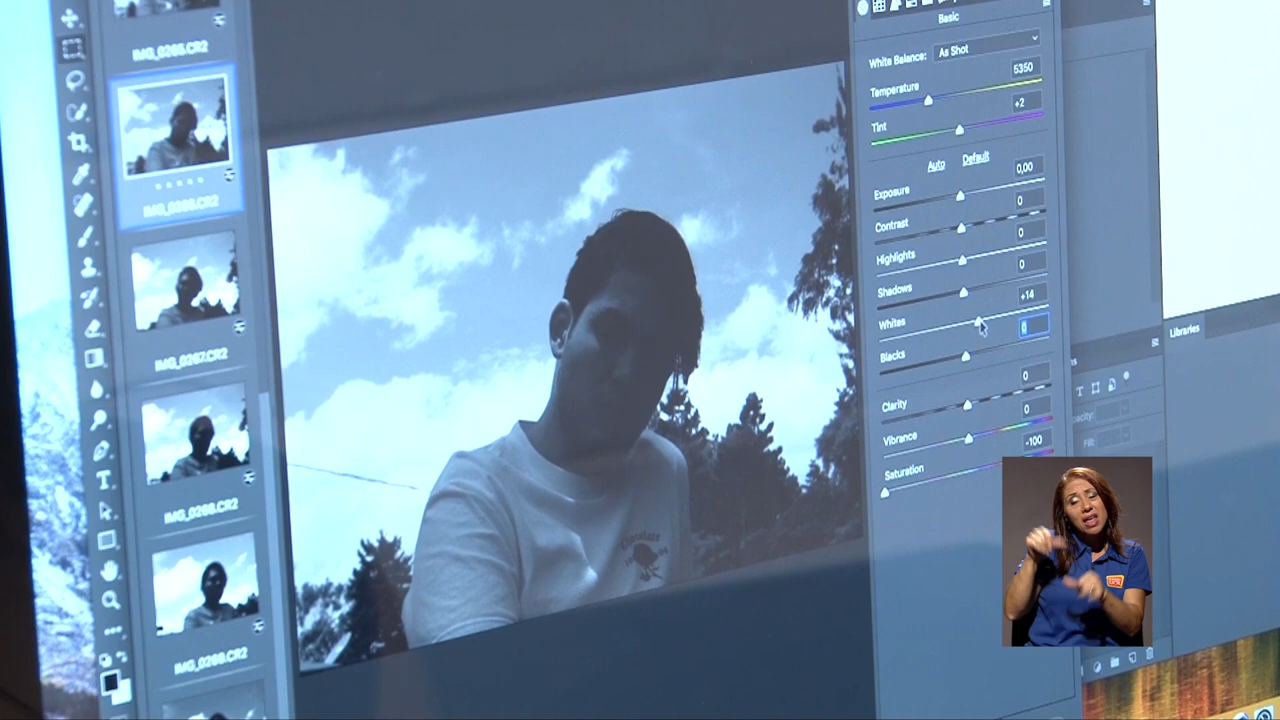 IMG_0265.CR2
IMG_0266.CR2
IMG_0267.CR2
IMG_0268.CR2
IMG_0269.CR2
Basic
White Balance: As Shot
Temperature 5350
Tint +2
Auto Default
Exposure 0,00
Contrast 0
Highlights 0
Shadows 0
Whites +14
Blacks 0
Clarity 0
Vibrance 0
Saturation -100
Libraries
Fill: